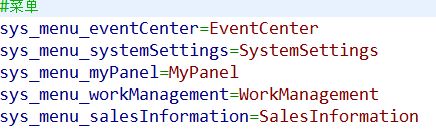 #菜单
sys_menu_eventCenter=EventCenter
sys_menu_systemSettings=SystemSettings
sys_menu_myPanel=MyPanel
sys_menu_workManagement=WorkManagement
sys_menu_salesInformation=SalesInformation